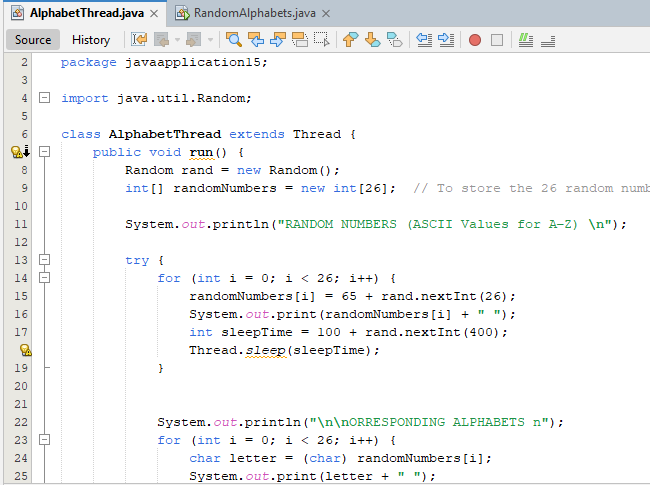 AlphabetThread.java × RandomAlphabets.java ×
Source History
2 package javaapplication15;
3
4 import java.util.Random;
5
6 class AlphabetThread extends Thread {
public void run() {
8 Random rand = new Random();
9 int[] randomNumbers = new int[26]; // To store the 26 random numb
10
11 System.out.println("RANDOM NUMBERS (ASCII Values for A-Z) \n");
12
13 try {
14 for (int i = 0; i < 26; i++) {
15 randomNumbers[i] = 65 + rand.nextInt(26);
16 System.out.print(randomNumbers[i] + " ");
17 int sleepTime = 100 + rand.nextInt(400);
Thread.sleep(sleepTime);
19 }
20
21
22 System.out.println("\n\nORRESPONDING ALPHABETS n");
23 for (int i = 0; i < 26; i++) {
24 char letter = (char) randomNumbers[i];
25 System.out.print(letter + " ");